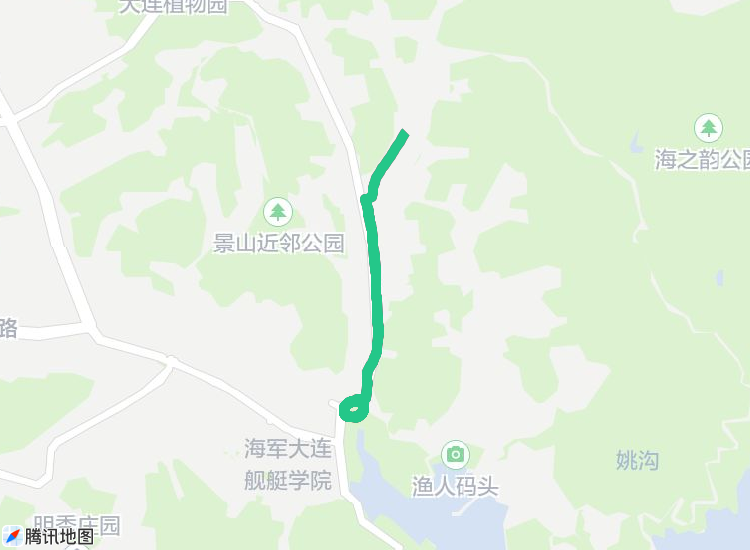 大连植物园
海之韵公园
景山近邻公园
路
海军大连
舰艇学院
姚沟
渔人码头
明秀庄园
腾讯地图